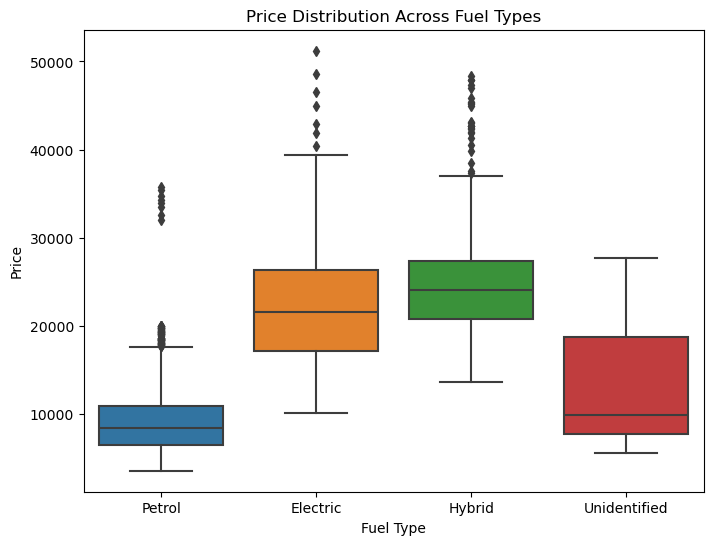 Price Distribution Across Fuel Types
50000
40000
30000
20000
10000
Price
Petrol
Electric
Hybrid
Unidentified
Fuel Type